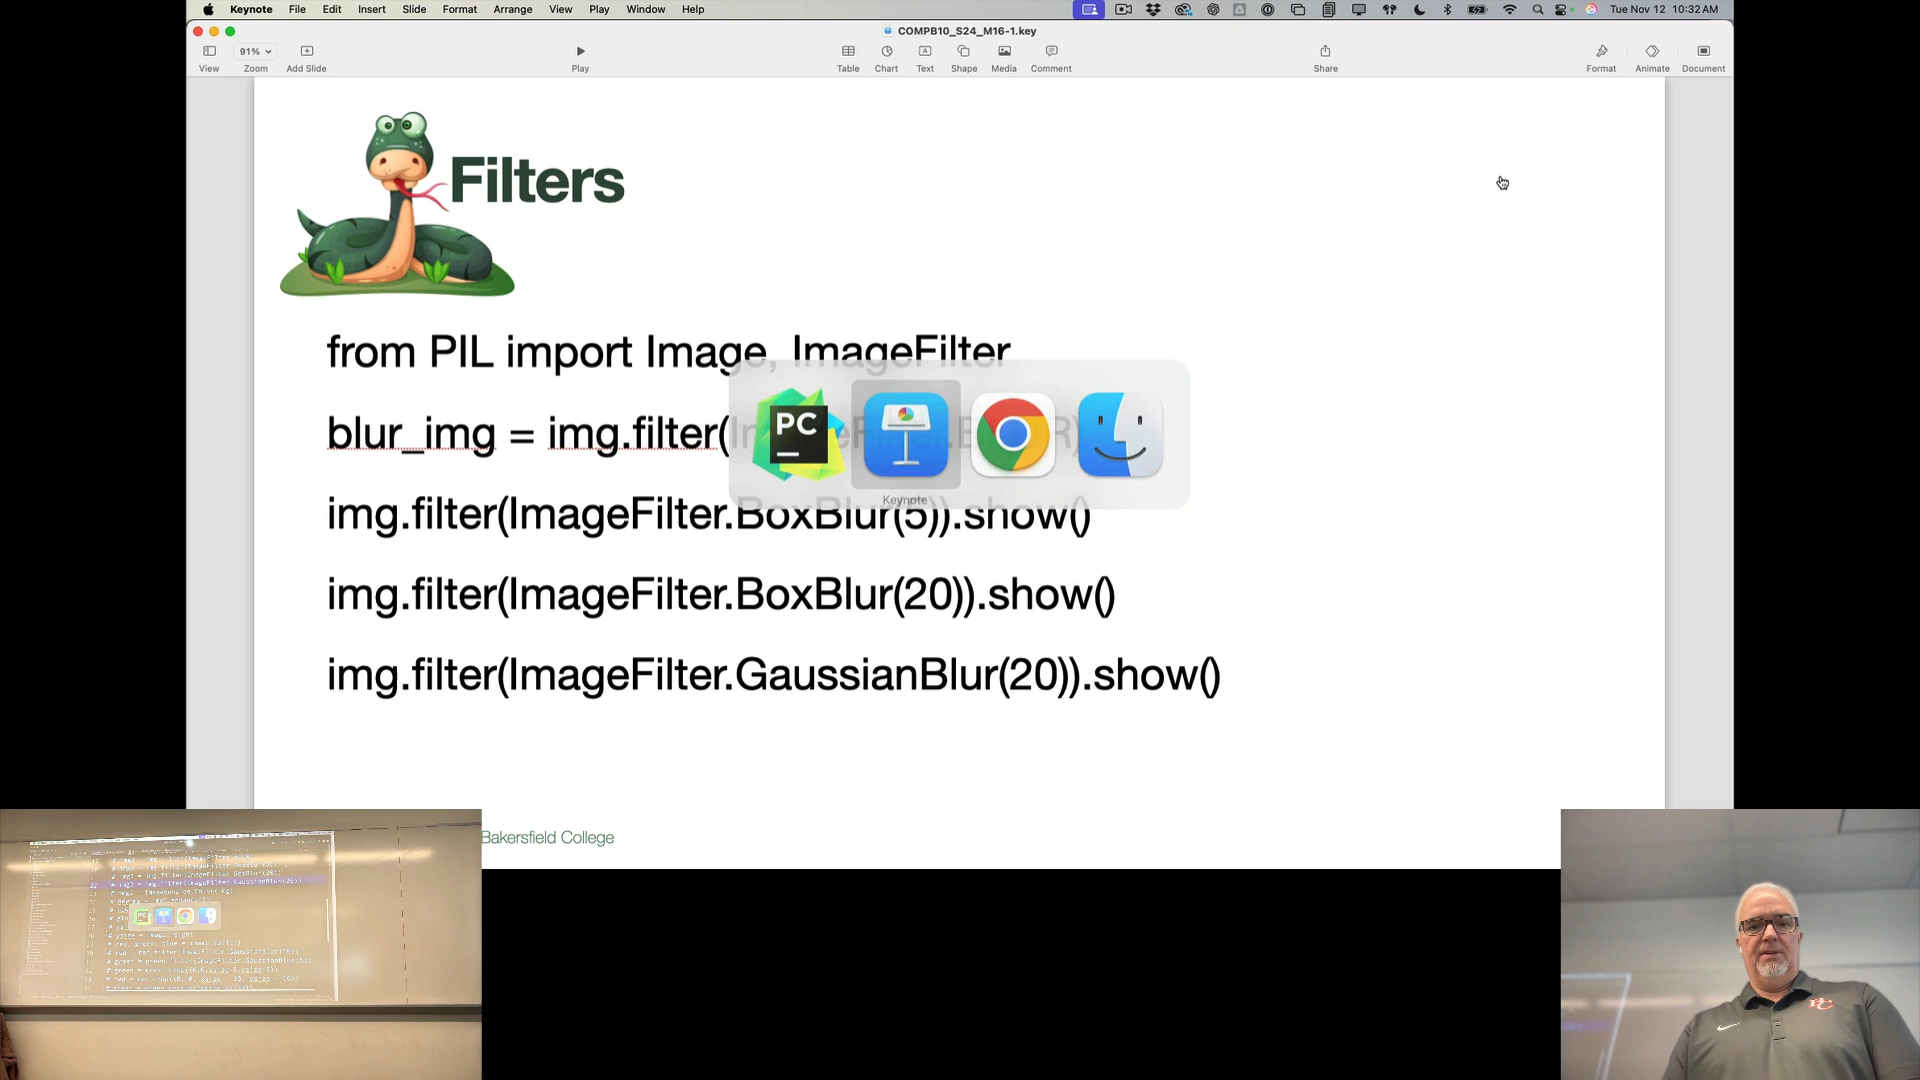 Keynote File Edit Insert Slide Format Arrange View Play Window Help Tue Nov 12 10:32 AM
COMPB10_S24_M16-1.key
91%
View Zoom Add Slide Play Table Chart Text Shape Media Comment Share Format Animate Document
Filters
from PIL import Image, ImageFilter
blur_img = img.filter(ImageFilter.BLUR)
PC
Keynote
img.filter(ImageFilter.BoxBlur(5)).show()
img.filter(ImageFilter.BoxBlur(20)).show()
img.filter(ImageFilter.GaussianBlur(20)).show()
Bakersfield College